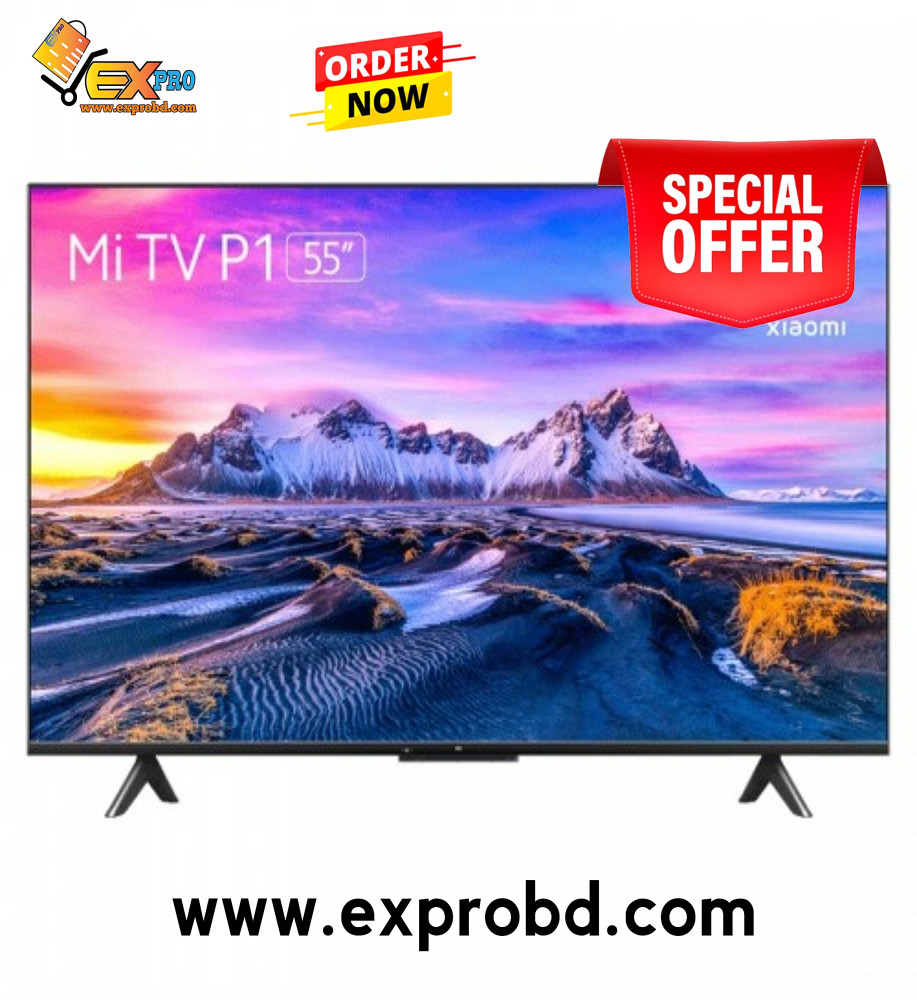 EXPRO
www.exprobd.com
ORDER
NOW
SPECIAL
OFFER
Mi TV P1 55"
xiaomi
www.exprobd.com